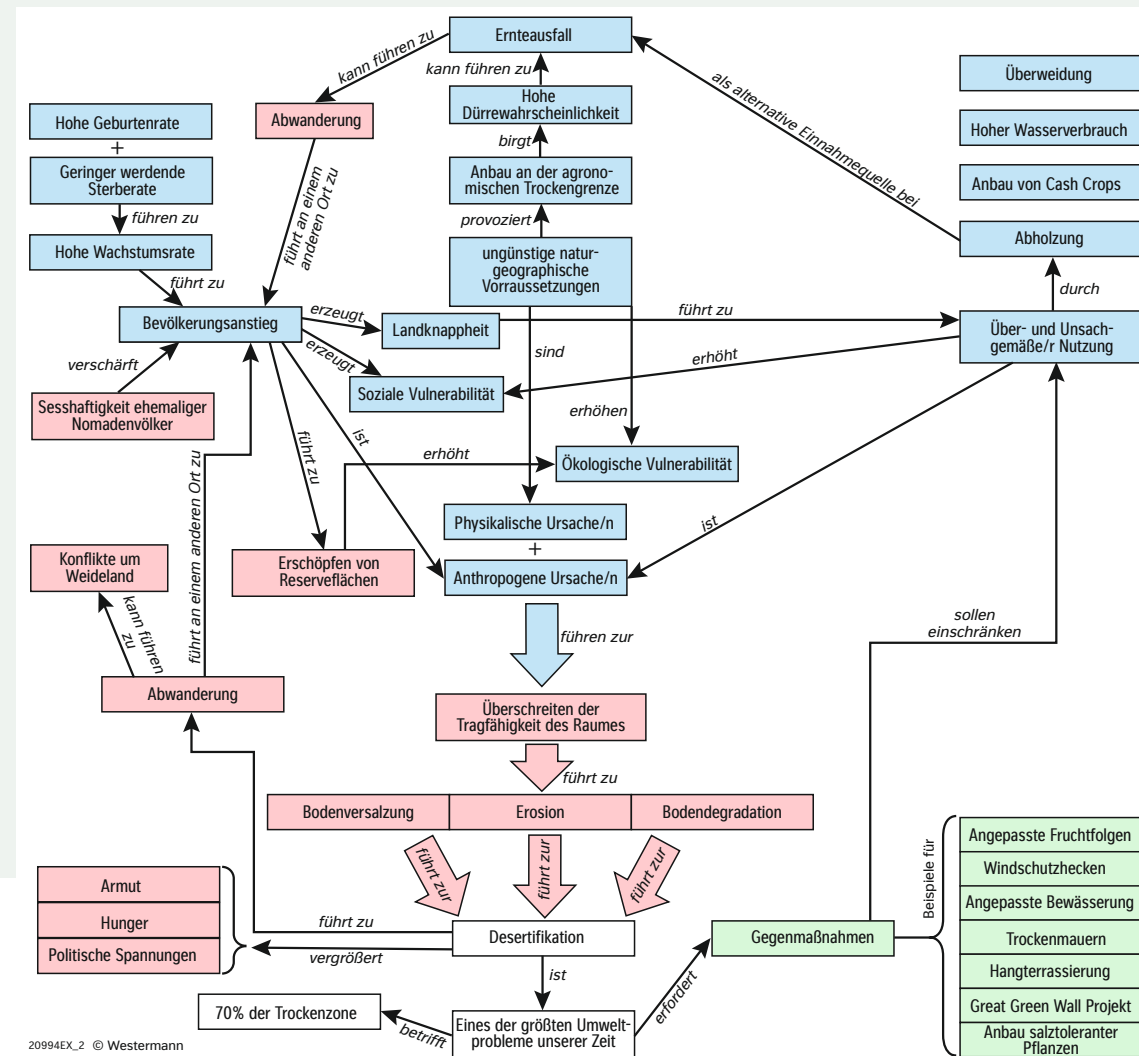 Ernteausfall
kann führen zu
kann führen zu
als alternative Einnahmequelle bei
Überweidung
Hohe
Dürrewahrscheinlichkeit
Hohe Geburtenrate
Abwanderung
Hoher Wasserverbrauch
+
birgt
Geringer werdende
Sterberate
Anbau an der agrono-
mischen Trockengrenze
Anbau von Cash Crops
führen zu
führt an einem
anderen Ort zu
provoziert
Abholzung
Hohe Wachstumsrate
ungünstige natur-
geographische
Vorraussetzungen
führt zu
durch
Bevölkerungsanstieg
erzeugt
Landknappheit
führt zu
Über- und Unsach-
gemäße/r Nutzung
verschärft
erzeugt
sind
erhöht
Soziale Vulnerabilität
Sesshaftigkeit ehemaliger
Nomadenvölker
erhöhen
führt zu
ist
erhöht
Ökologische Vulnerabilität
führt an einem anderen Ort zu
Physikalische Ursache/n
ist
+
Konflikte um
Weideland
Erschöpfen von
Reserveflächen
Anthropogene Ursache/n
kann führen
zu
führen zur
sollen
einschränken
Abwanderung
Überschreiten der
Tragfähigkeit des Raumes
führt zu
Bodenversalzung
Erosion
Bodendegradation
führt zur
führt zur
führt zur
Beispiele für
Angepasste Fruchtfolgen
Windschutzhecken
Angepasste Bewässerung
Trockenmauern
Hangterrassierung
Great Green Wall Projekt
Anbau salztoleranter
Pflanzen
Armut
Hunger
Politische Spannungen
führt zu
vergrößert
Desertifikation
Gegenmaßnahmen
ist
erfordert
70% der Trockenzone
betrifft
Eines der größten Umwelt-
probleme unserer Zeit
20994EX_2 © Westermann